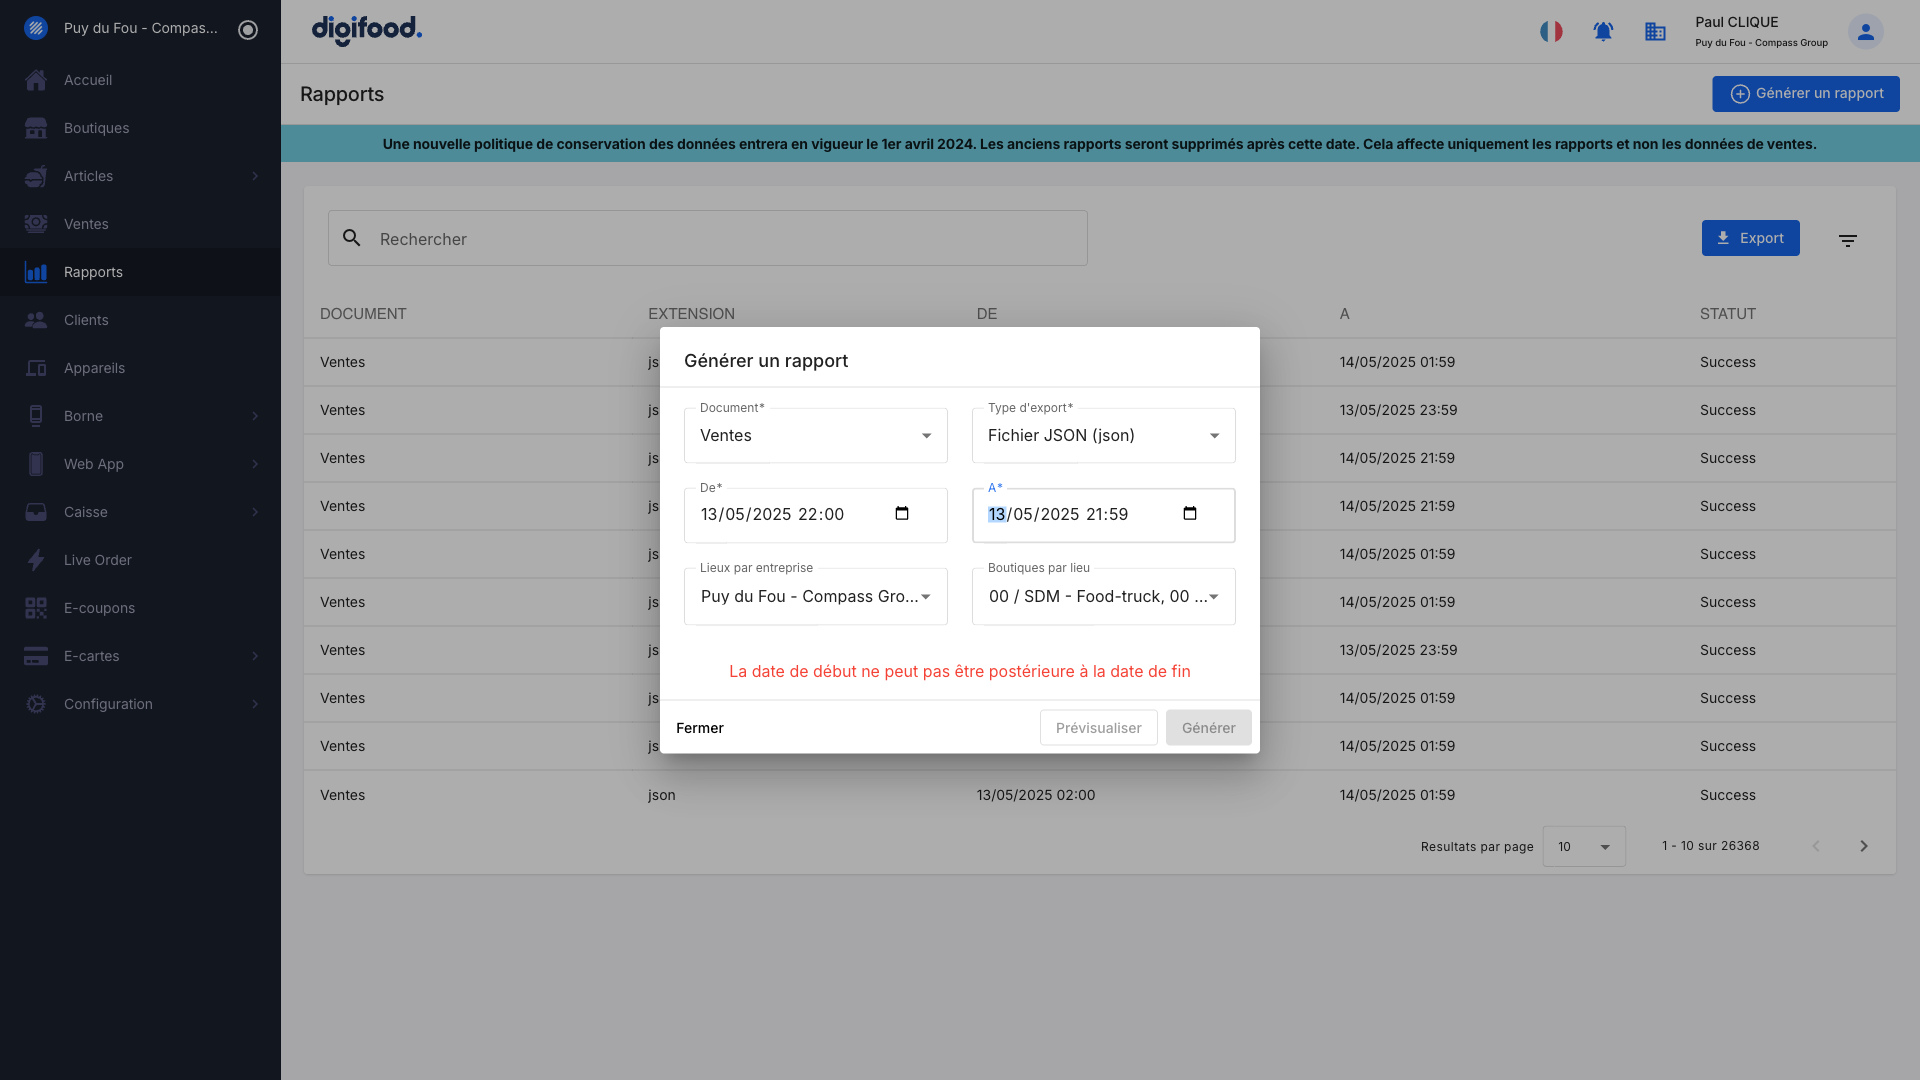 Puy du Fou - Compas...
Accueil
Boutiques
Articles
Ventes
Rapports
Clients
Appareils
Borne
Web App
Caisse
Live Order
E-coupons
E-cartes
Configuration
digifood.
Paul CLIQUE
Puy du Fou - Compass Group
Rapports
Générer un rapport
Une nouvelle politique de conservation des données entrera en vigueur le 1er avril 2024. Les anciens rapports seront supprimés après cette date. Cela affecte uniquement les rapports et non les données de ventes.
Rechercher
Export
DOCUMENT EXTENSION DE A STATUT
Ventes js 14/05/2025 01:59 Success
Ventes js 13/05/2025 23:59 Success
Ventes js 14/05/2025 21:59 Success
Ventes js 14/05/2025 21:59 Success
Ventes js 14/05/2025 01:59 Success
Ventes js 14/05/2025 01:59 Success
Ventes js 13/05/2025 23:59 Success
Ventes js 14/05/2025 01:59 Success
Ventes js 14/05/2025 01:59 Success
Ventes json 13/05/2025 02:00 14/05/2025 01:59 Success
Resultats par page 10 1 - 10 sur 26368
Générer un rapport
Document* Type d'export*
Ventes Fichier JSON (json)
De* A*
13/05/2025 22:00 13/05/2025 21:59
Lieux par entreprise Boutiques par lieu
Puy du Fou - Compass Gro... 00 / SDM - Food-truck, 00 ...
La date de début ne peut pas être postérieure à la date de fin
Fermer Prévisualiser Générer